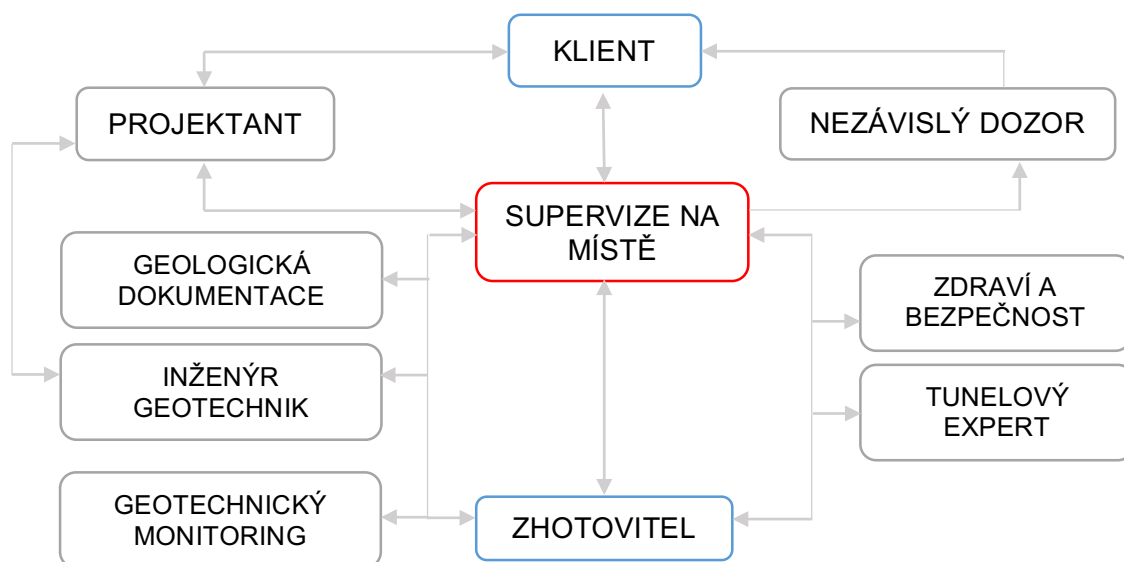 KLIENT
PROJEKTANT
NEZÁVISLÝ DOZOR
SUPERVIZE NA
MÍSTĚ
GEOLOGICKÁ
DOKUMENTACE
ZDRAVÍ A
BEZPEČNOST
INŽENÝR
GEOTECHNIK
TUNELOVÝ
EXPERT
GEOTECHNICKÝ
MONITORING
ZHOTOVITEL